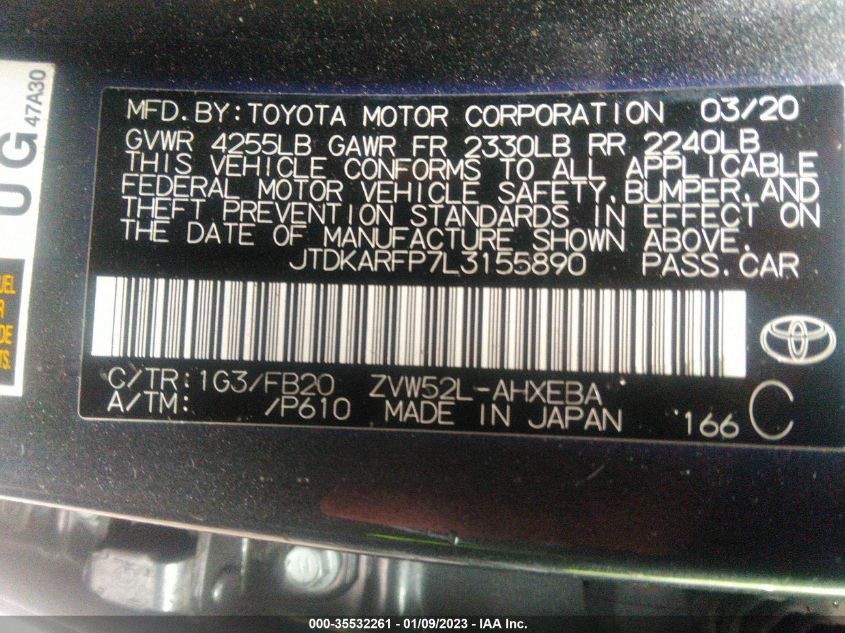 MFD.BY:TOYOTA MOTOR CORPORATION 03/20
GVWR 4255LB GAWR FR 2330LB RR 2240LB
THIS VEHICLE CONFORMS TO ALL APPLICABLE
FEDERAL MOTOR VEHICLE SAFETY,BUMPER,AND
THEFT PREVENTION STANDARDS IN EFFECT ON
THE DATE OF MANUFACTURE SHOWN ABOVE.
JTDKARFP7L3155890 PASS.CAR
C/TR:1G3/FB20 ZVW52L-AHXEBA
A/TM: /P610 MADE IN JAPAN 166 C
UG
47A30
000-35532261 - 01/09/2023 - IAA Inc.